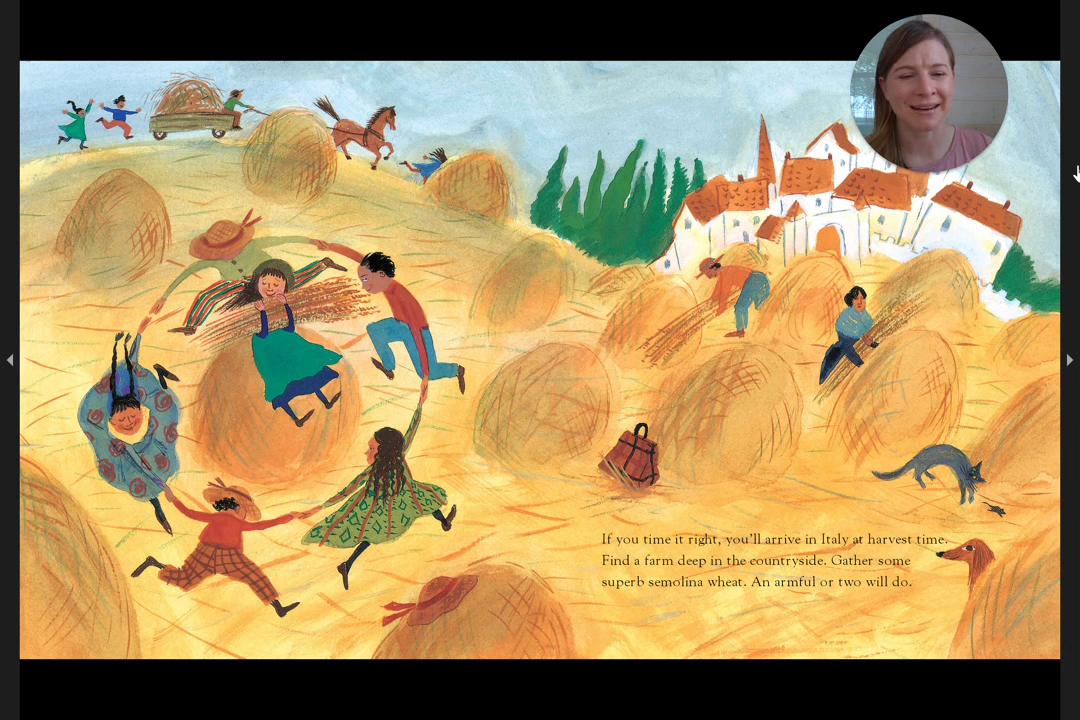 If you time it right, you'll arrive in Italy at harvest time.
Find a farm deep in the countryside. Gather some
superb semolina wheat. An armful or two will do.